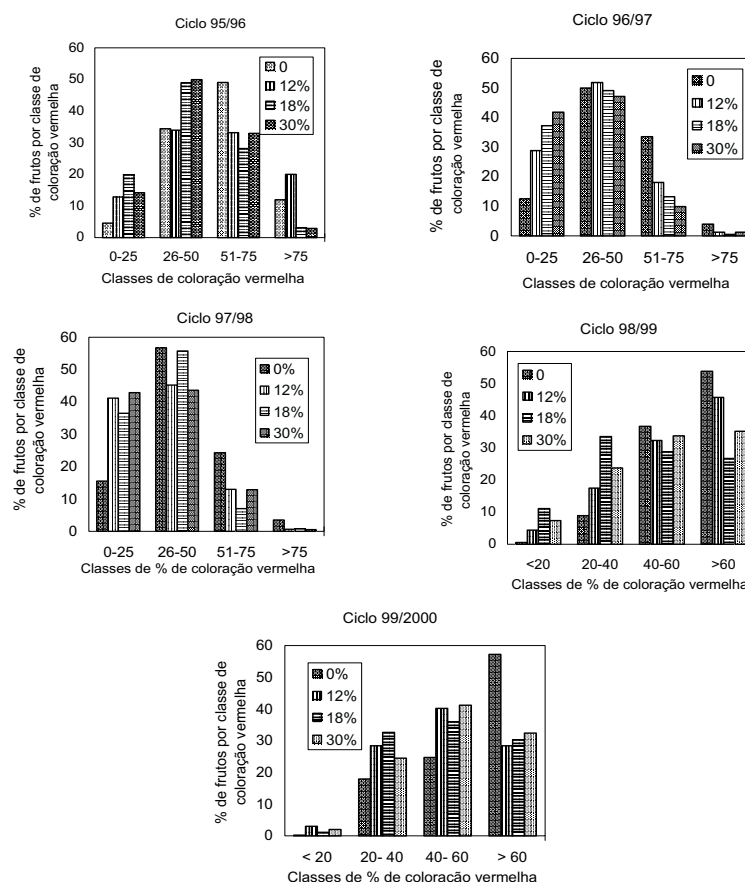 Ciclo 95/96
% de frutos por classe de
coloração vermelha
60
50
40
30
20
10
0
0
12%
18%
30%
0-25 26-50 51-75 >75
Classes de coloração vermelha
Ciclo 96/97
% de frutos por classe de
coloração vermelha
60
50
40
30
20
10
0
0
12%
18%
30%
0-25 26-50 51-75 >75
Classes de coloração vermelha
Ciclo 97/98
% de frutos por classe de
coloração vermelha
60
50
40
30
20
10
0
0%
12%
18%
30%
0-25 26-50 51-75 >75
Classes de % de coloração vermelha
Ciclo 98/99
% de frutos por classe de
coloração vermelha
60
50
40
30
20
10
0
0
12%
18%
30%
<20 20-40 40-60 >60
Classes de % de coloração vermelha
Ciclo 99/2000
% de frutos por classe de
coloração vermelha
60
50
40
30
20
10
0
0%
12%
18%
30%
< 20 20- 40 40- 60 > 60
Classes de % de coloração vermelha